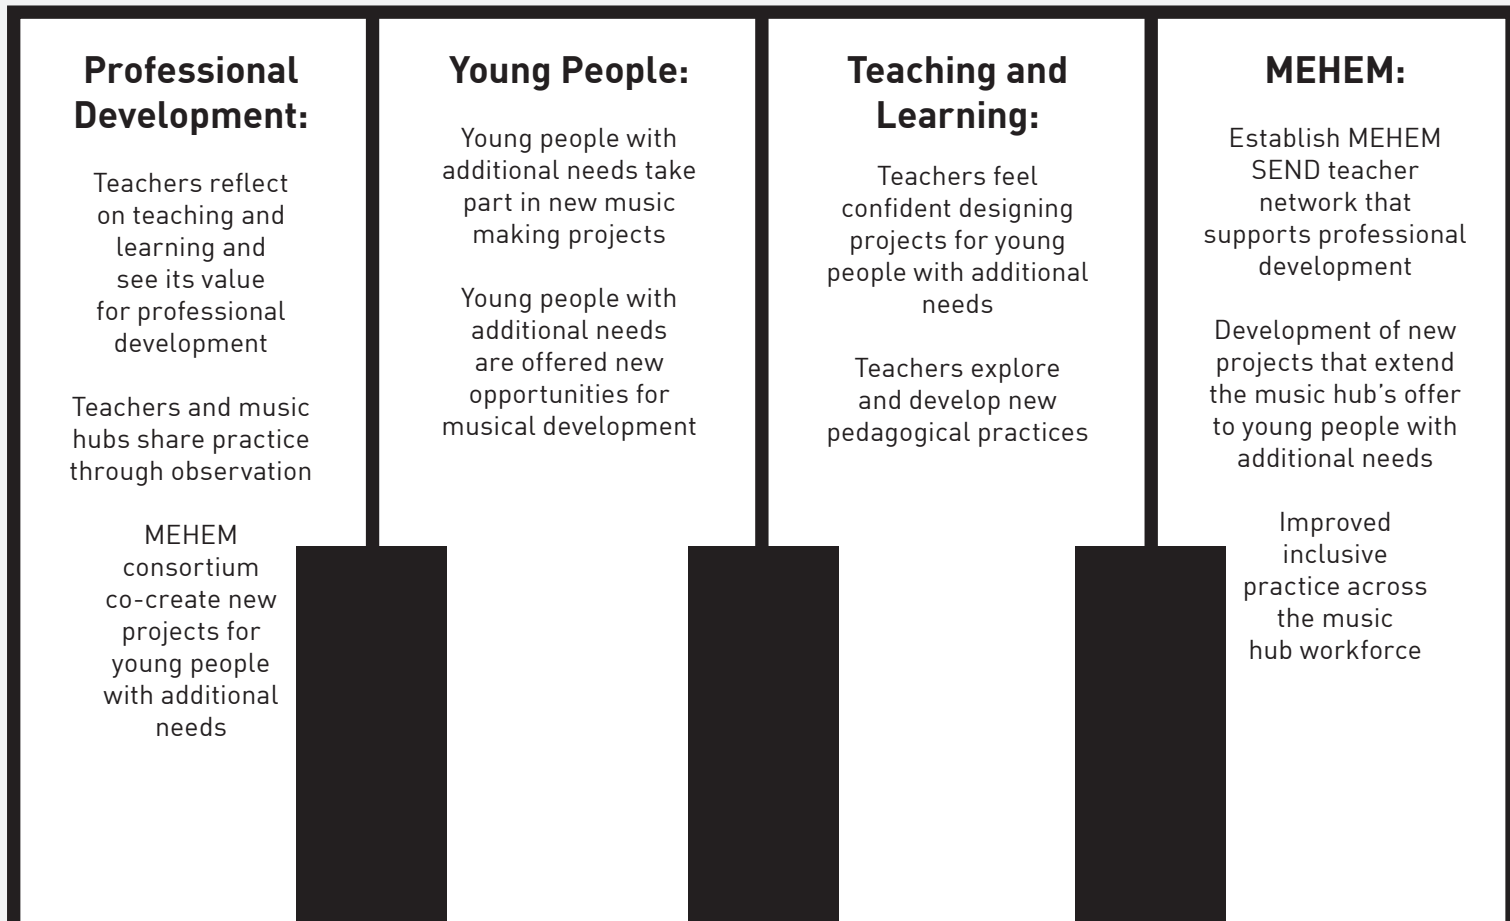 Professional
Development:
Teachers reflect
on teaching and
learning and
see its value
for professional
development
Teachers and music
hubs share practice
through observation
MEHEM
consortium
co-create new
projects for
young people
with additional
needs
Young People:
Young people with
additional needs take
part in new music
making projects
Young people with
additional needs
are offered new
opportunities for
musical development
Teaching and
Learning:
Teachers feel
confident designing
projects for young
people with additional
needs
Teachers explore
and develop new
pedagogical practices
MEHEM:
Establish MEHEM
SEND teacher
network that
supports professional
development
Development of new
projects that extend
the music hub’s offer
to young people with
additional needs
Improved
inclusive
practice across
the music
hub workforce